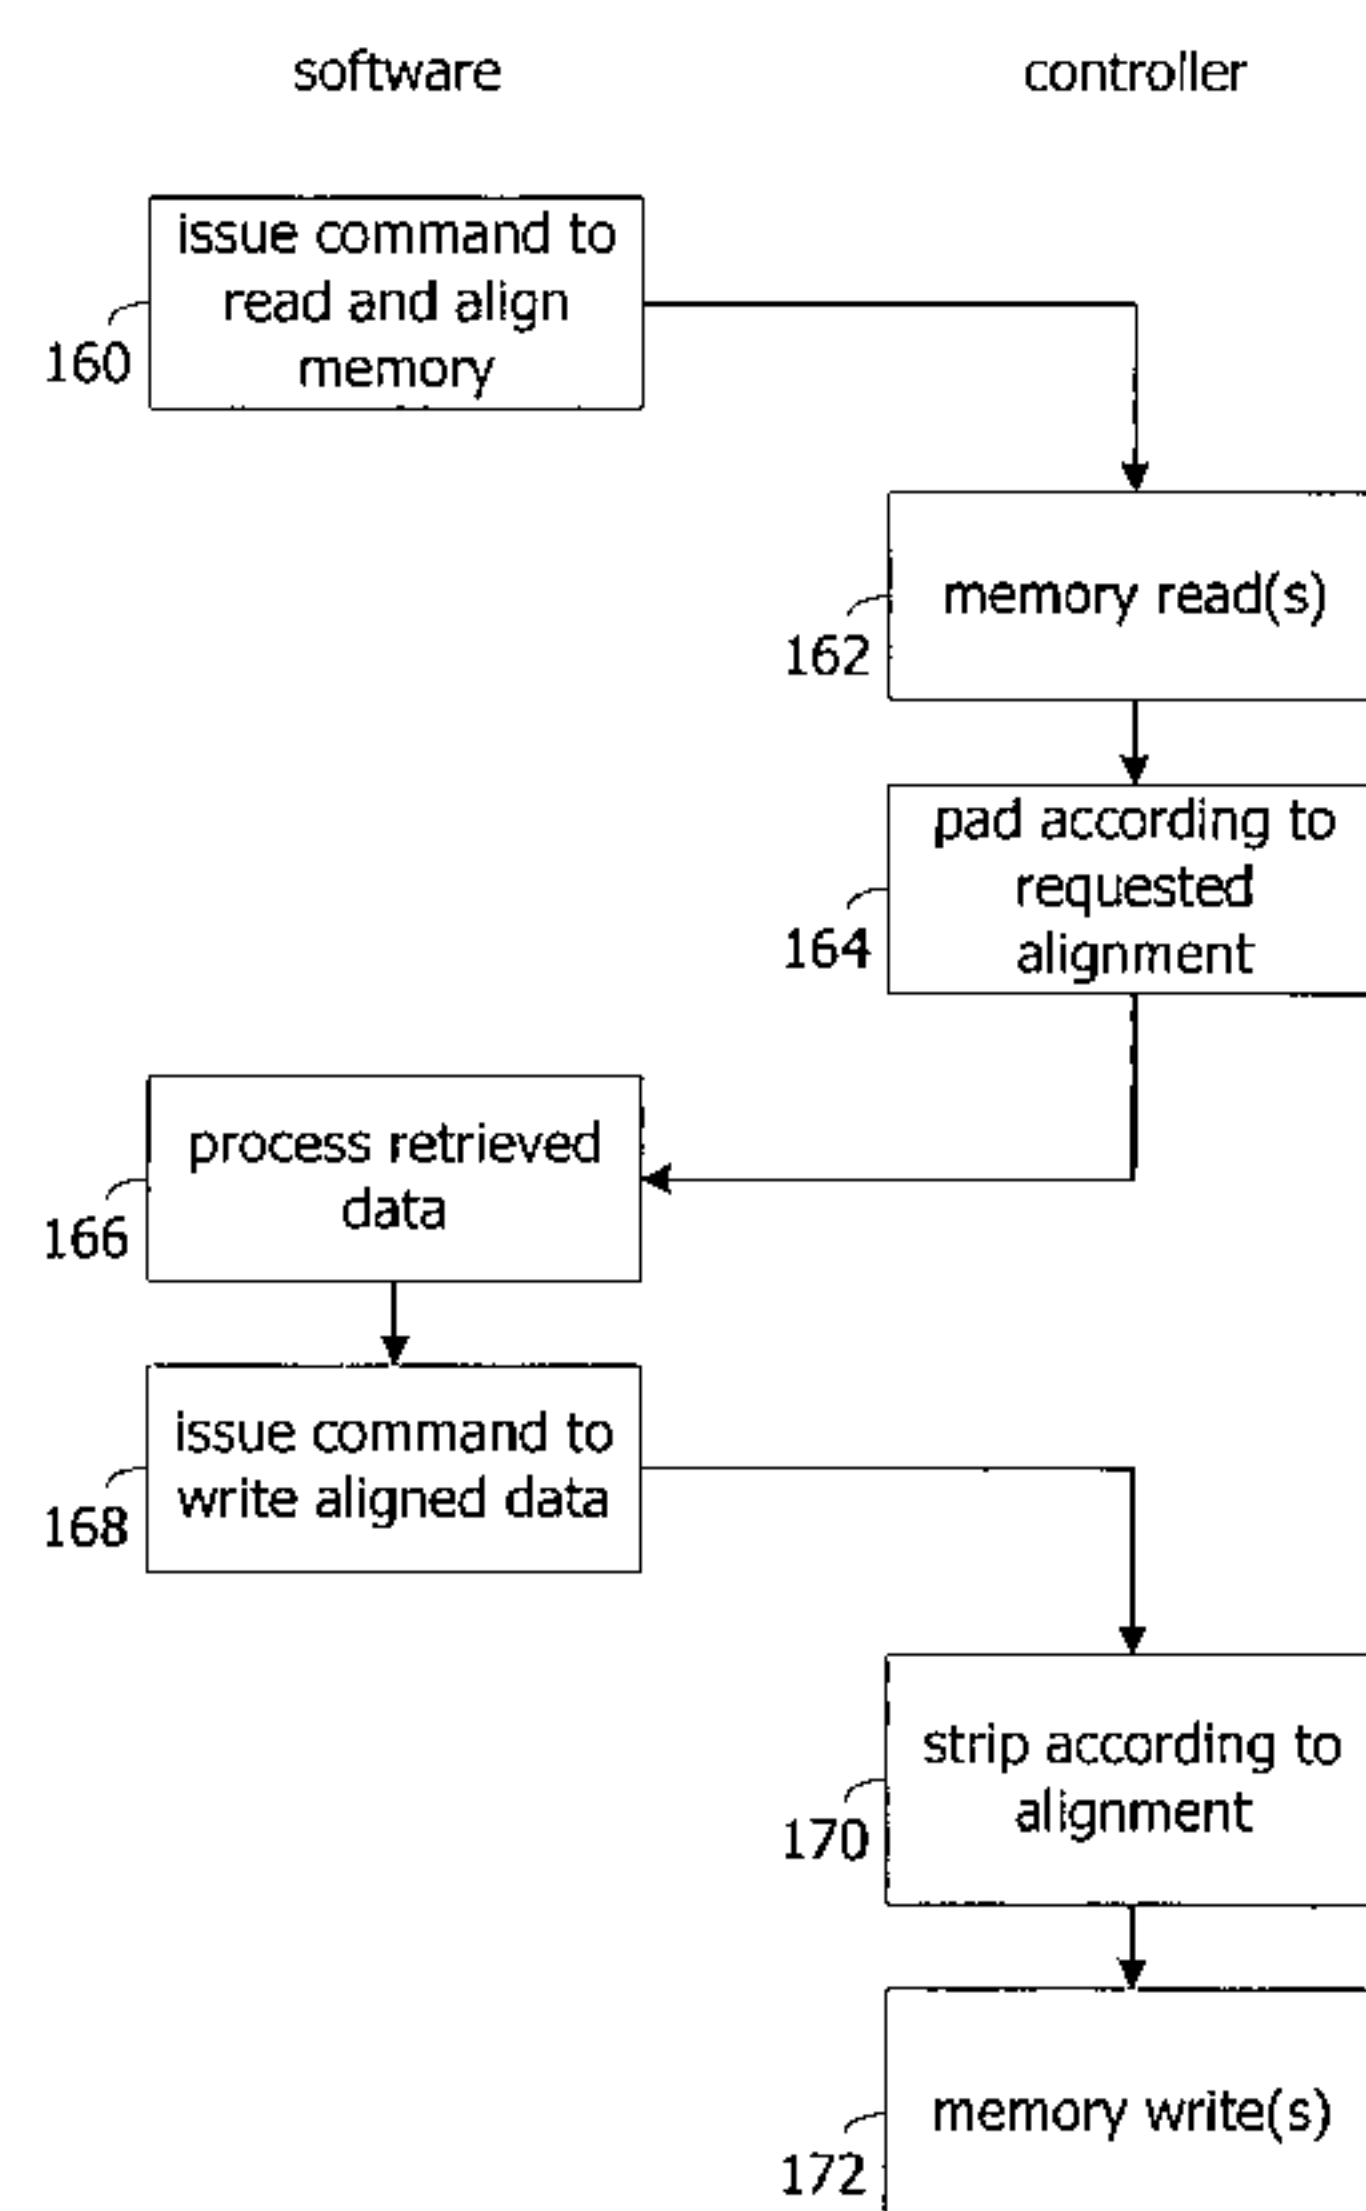 software
controller
issue command to
read and align
memory
160
memory read(s)
162
pad according to
requested
alignment
164
process retrieved
data
166
issue command to
write aligned data
168
strip according to
alignment
170
memory write(s)
172